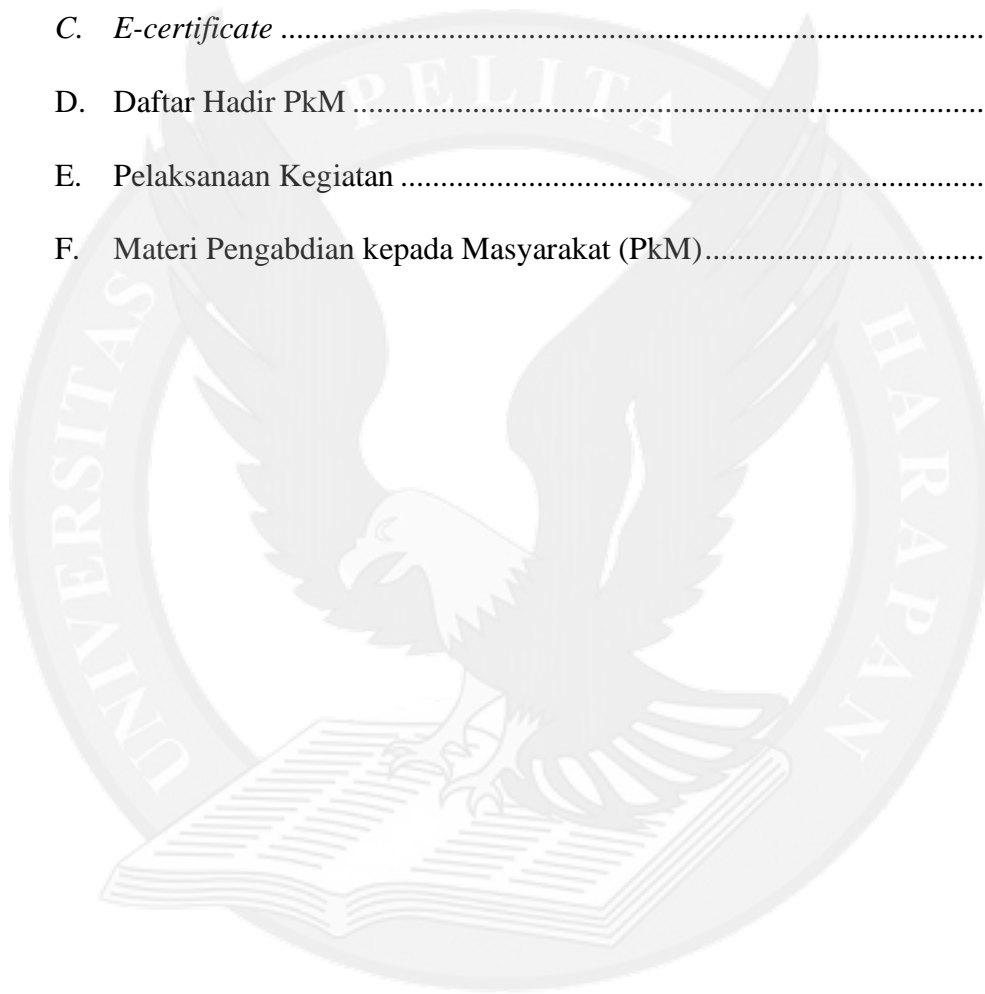 C. E-certificate ........................................................................................
D. Daftar Hadir PkM ...............................................................................
E. Pelaksanaan Kegiatan .........................................................................
F. Materi Pengabdian kepada Masyarakat (PkM)...................................
UNIVERSITAS PELITA HARAPAN